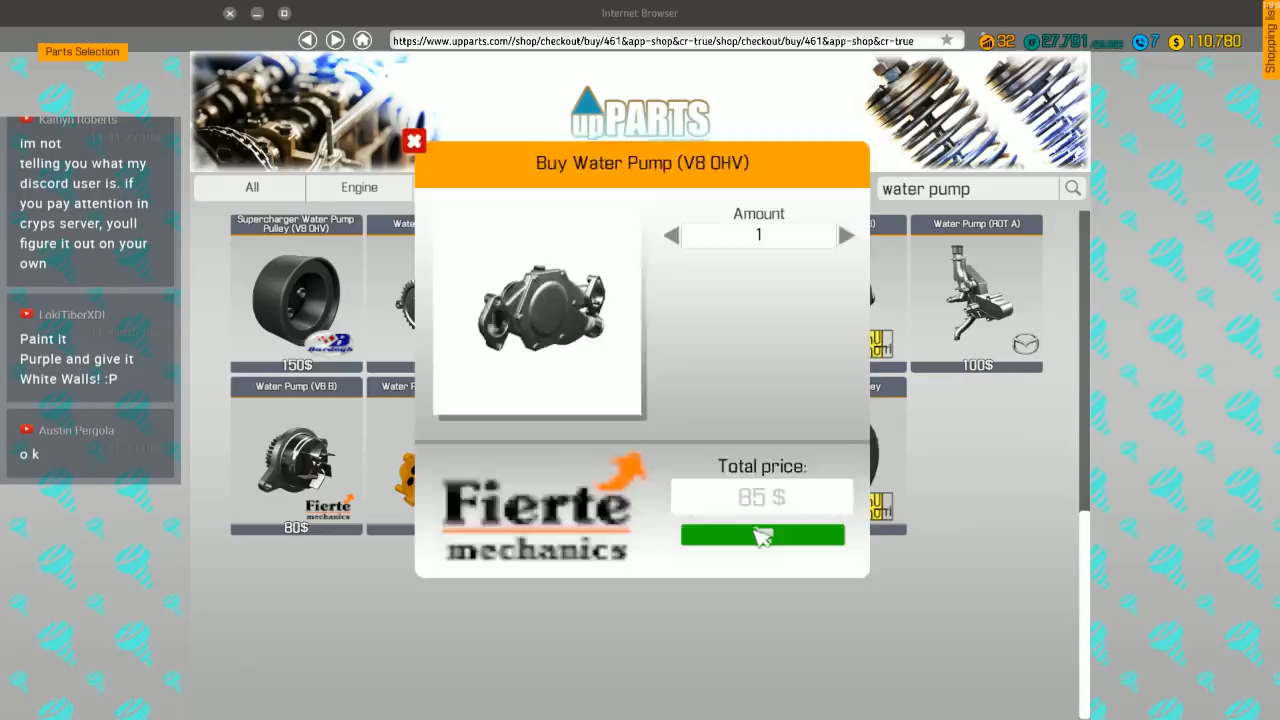 Internet Browser
https://www.upparts.com//shop/checkout/buy/461&app-shop&cr-true/shop/checkout/buy/461&app-shop&cr-true
32
XP
27,791
7
$ 110,780
Parts Selection
Kaitlyn Roberts
im not
telling you what my
discord user is. if
you pay attention in
cryps server, youll
figure it out on your
own
LokiTiberXDI
Paint it
Purple and give it
White Walls! :P
Austin Pergola
o k
upPARTS
All
Engine
water pump
Supercharger Water Pump
Pulley (V8 OHV)
150$
Water Pump (ROT A)
100$
Water Pump (V6 B)
Fierte
mechanics
80$
Buy Water Pump (V8 OHV)
Amount
1
Fierte
mechanics
Total price:
85 $